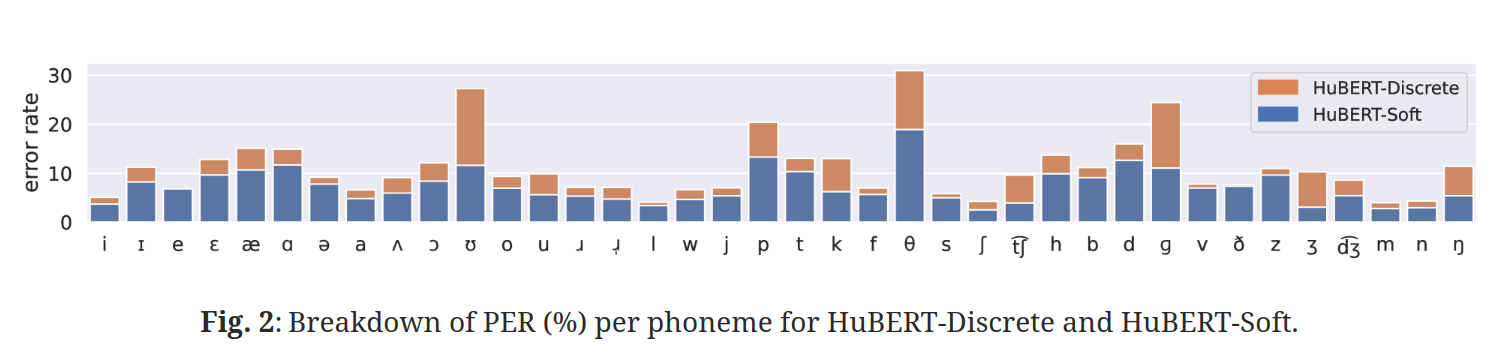 30
20
10
0
error rate
HuBERT-Discrete
HuBERT-Soft
i ɪ e ɛ æ ɑ ə a ʌ ɔ ʊ o u ɹ ɹ̩ l w j p t k f θ s ʃ t͡ʃ h b d ɡ v ð z ʒ d͡ʒ m n ŋ
Fig. 2: Breakdown of PER (%) per phoneme for HuBERT-Discrete and HuBERT-Soft.